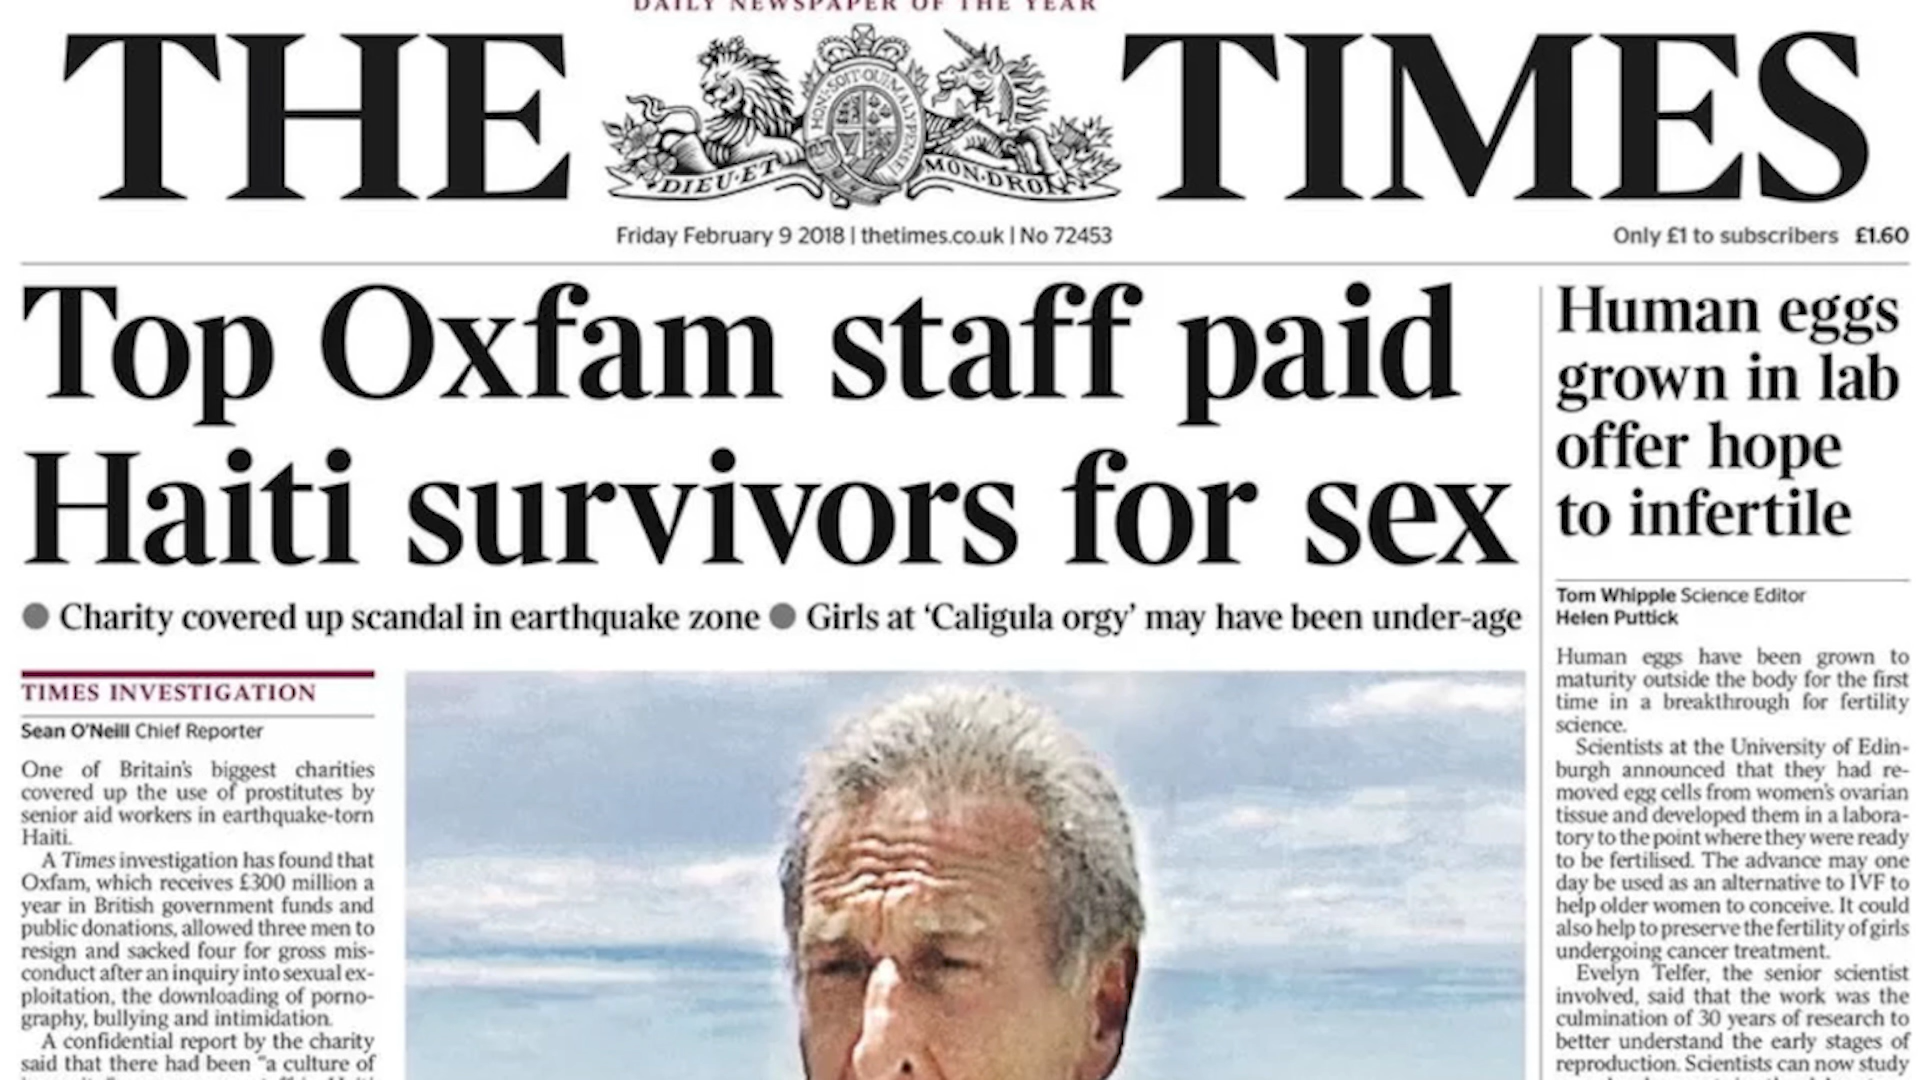 DAILY NEWSPAPER OF THE YEAR
THE TIMES
HONI·SOIT·QUI·MAL·Y·PENSE
DIEU·ET MON·DROIT
Friday February 9 2018 | thetimes.co.uk | No 72453
Only £1 to subscribers £1.60
Top Oxfam staff paid
Haiti survivors for sex
● Charity covered up scandal in earthquake zone ● Girls at ‘Caligula orgy’ may have been under-age
TIMES INVESTIGATION
Sean O’Neill Chief Reporter
One of Britain’s biggest charities
covered up the use of prostitutes by
senior aid workers in earthquake-torn
Haiti.
A Times investigation has found that
Oxfam, which receives £300 million a
year in British government funds and
public donations, allowed three men to
resign and sacked four for gross mis-
conduct after an inquiry into sexual ex-
ploitation, the downloading of porno-
graphy, bullying and intimidation.
A confidential report by the charity
said that there had been “a culture of
Human eggs
grown in lab
offer hope
to infertile
Tom Whipple Science Editor
Helen Puttick
Human eggs have been grown to
maturity outside the body for the first
time in a breakthrough for fertility
science.
Scientists at the University of Edin-
burgh announced that they had re-
moved egg cells from women’s ovarian
tissue and developed them in a labora-
tory to the point where they were ready
to be fertilised. The advance may one
day be used as an alternative to IVF to
help older women to conceive. It could
also help to preserve the fertility of girls
undergoing cancer treatment.
Evelyn Telfer, the senior scientist
involved, said that the work was the
culmination of 30 years of research to
better understand the early stages of
reproduction. Scientists can now study